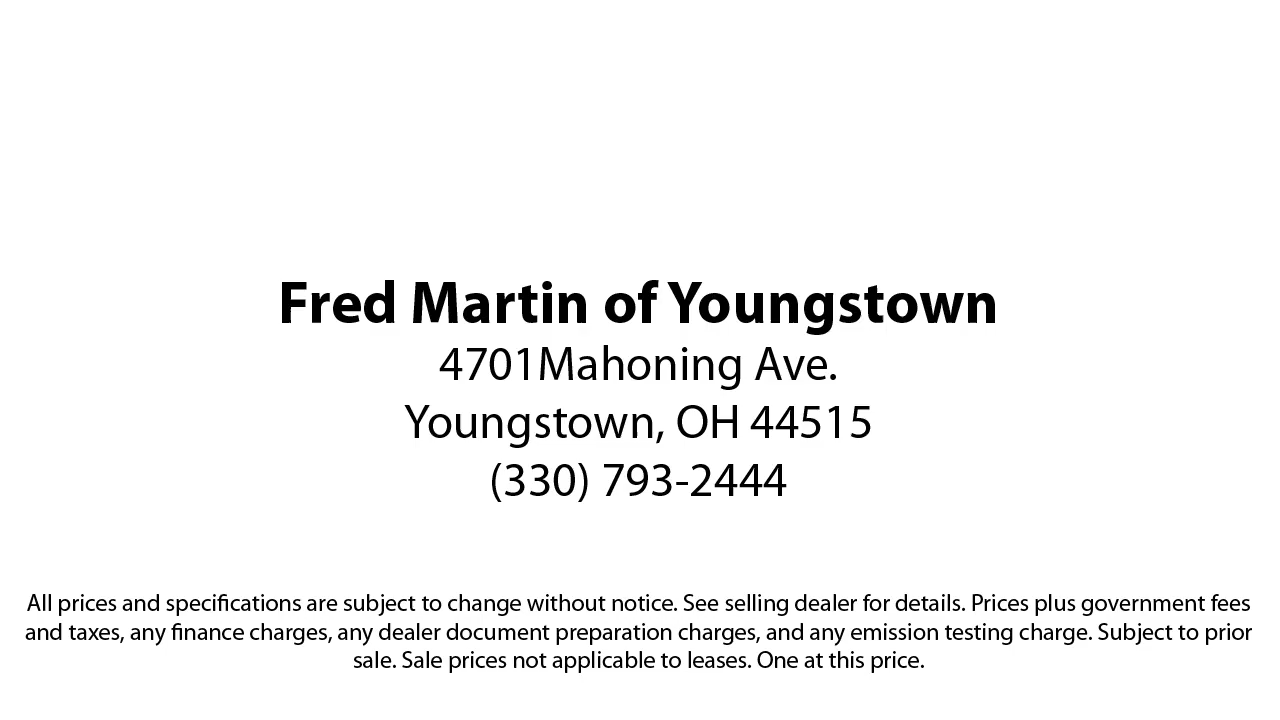 Fred Martin of Youngstown
4701Mahoning Ave.
Youngstown, OH 44515
(330) 793-2444
All prices and specifications are subject to change without notice. See selling dealer for details. Prices plus government fees
and taxes, any finance charges, any dealer document preparation charges, and any emission testing charge. Subject to prior
sale. Sale prices not applicable to leases. One at this price.